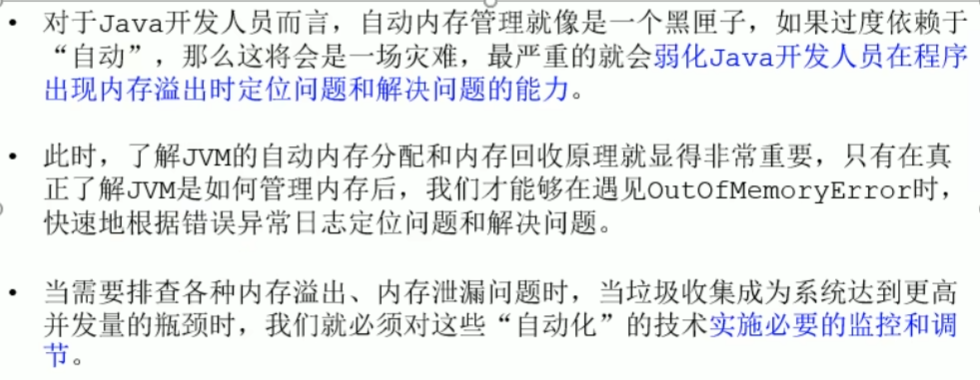 • 对于Java开发人员而言，自动内存管理就像是一个黑匣子，如果过度依赖于
“自动”，那么这将会是一场灾难，最严重的就会弱化Java开发人员在程序
出现内存溢出时定位问题和解决问题的能力。
• 此时，了解JVM的自动内存分配和内存回收原理就显得非常重要，只有在真
正了解JVM是如何管理内存后，我们才能够在遇见OutOfMemoryError时，
快速地根据错误异常日志定位问题和解决问题。
• 当需要排查各种内存溢出、内存泄漏问题时，当垃圾收集成为系统达到更高
并发量的瓶颈时，我们就必须对这些“自动化”的技术实施必要的监控和调
节。